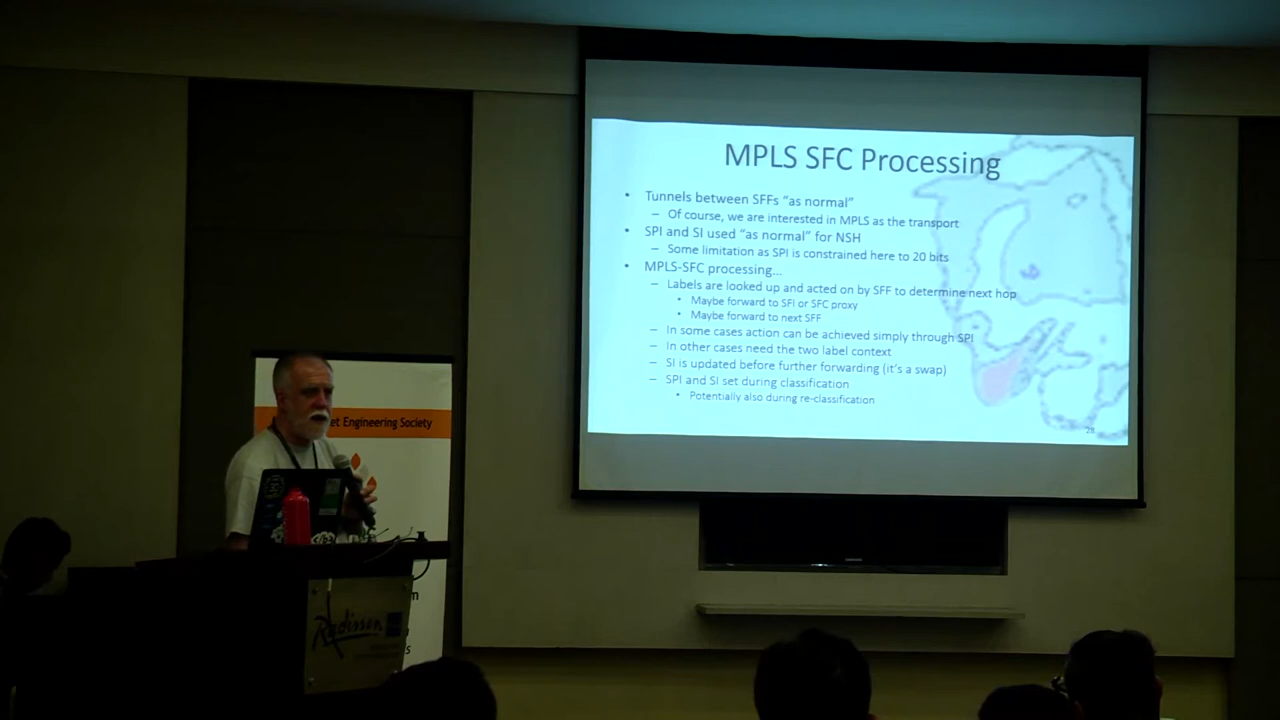 MPLS SFC Processing
• Tunnels between SFFs “as normal”
– Of course, we are interested in MPLS as the transport
• SPI and SI used “as normal” for NSH
– Some limitation as SPI is constrained here to 20 bits
• MPLS-SFC processing...
– Labels are looked up and acted on by SFF to determine next hop
• Maybe forward to SFI or SFC proxy
• Maybe forward to next SFF
– In some cases action can be achieved simply through SPI
– In other cases need the two label context
– SI is updated before further forwarding (it’s a swap)
– SPI and SI set during classification
• Potentially also during re-classification
Engineering Society
Radisson